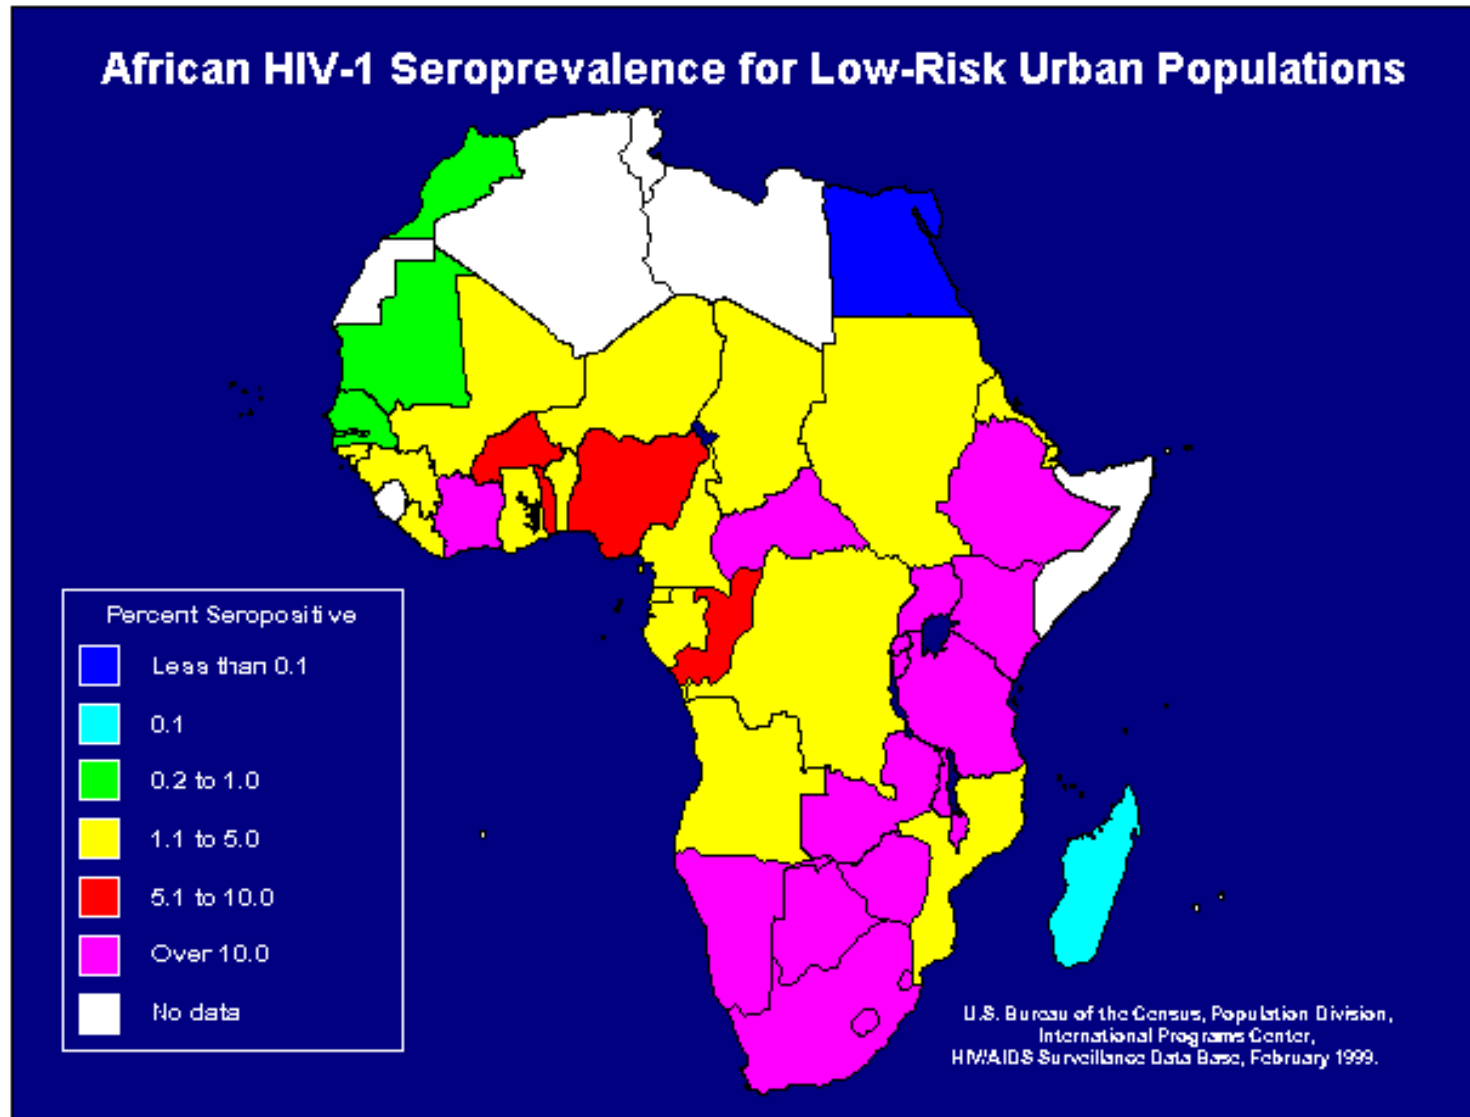 African HIV-1 Seroprevalence for Low-Risk Urban Populations
Percent Seropositive
Less than 0.1
0.1
0.2 to 1.0
1.1 to 5.0
5.1 to 10.0
Over 10.0
No data
U.S. Bureau of the Census, Population Division,
International Programs Center,
HIV/AIDS Surveillance Data Base, February 1999.